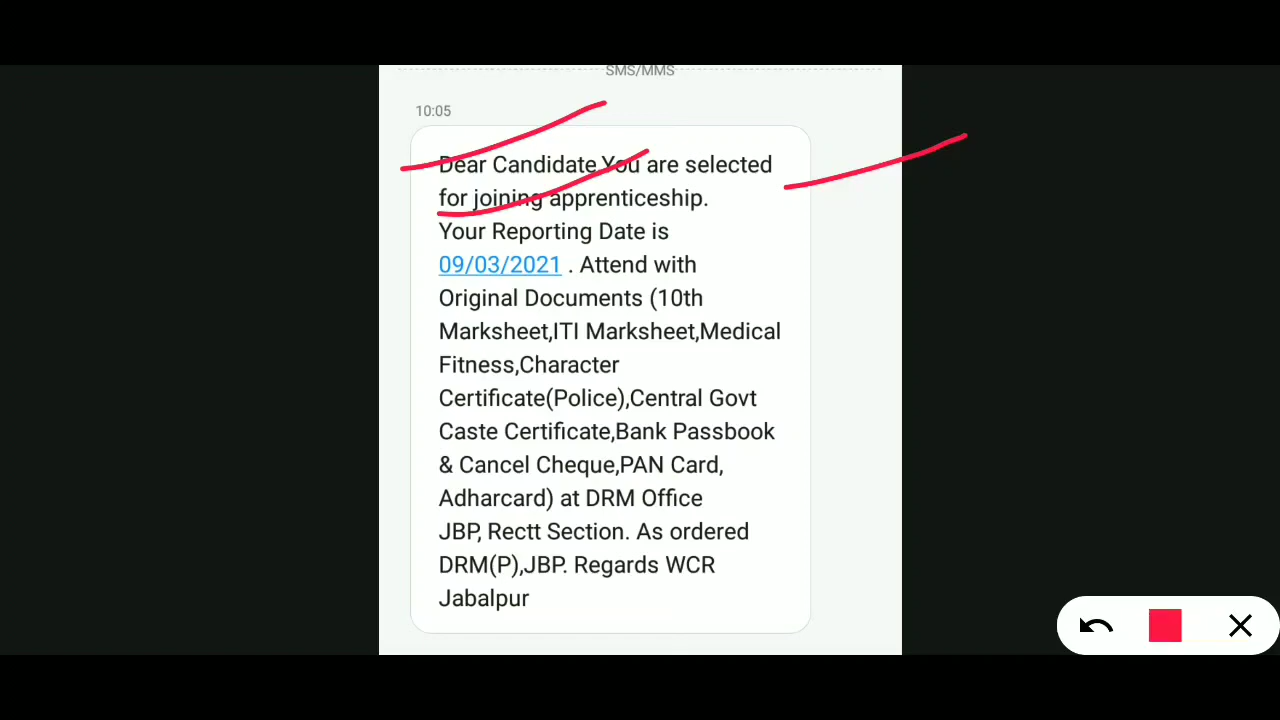 SMS/MMS
10:05
Dear Candidate,You are selected
for joining apprenticeship.
Your Reporting Date is
09/03/2021 . Attend with
Original Documents (10th
Marksheet,ITI Marksheet,Medical
Fitness,Character
Certificate(Police),Central Govt
Caste Certificate,Bank Passbook
& Cancel Cheque,PAN Card,
Adharcard) at DRM Office
JBP, Rectt Section. As ordered
DRM(P),JBP. Regards WCR
Jabalpur